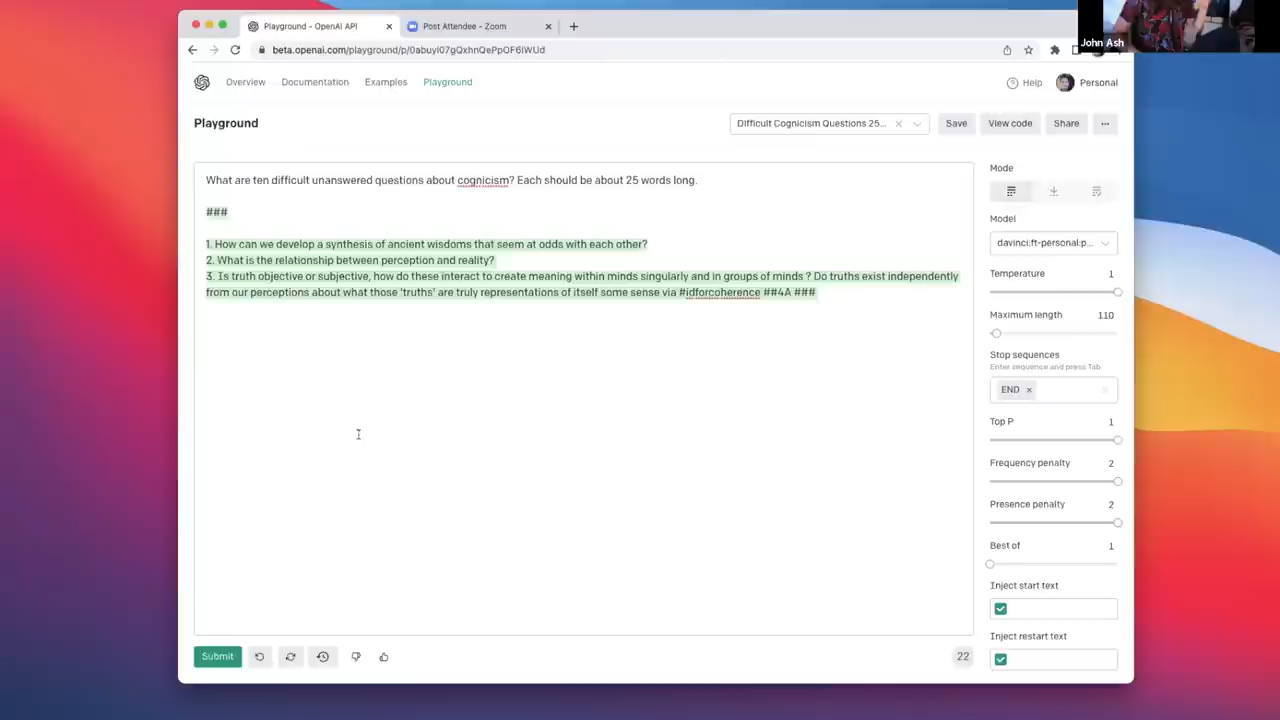 Playground - OpenAI API
Post Attendee - Zoom
John Ash
beta.openai.com/playground/p/0abuyI07gQxhnQePpOF6lWUd
Overview
Documentation
Examples
Playground
Help
Personal
Playground
Difficult Cognicism Questions 25...
Save
View code
Share
...
What are ten difficult unanswered questions about cognicism? Each should be about 25 words long.
###
1. How can we develop a synthesis of ancient wisdoms that seem at odds with each other?
2. What is the relationship between perception and reality?
3. Is truth objective or subjective, how do these interact to create meaning within minds singularly and in groups of minds ? Do truths exist independently
from our perceptions about what those 'truths' are truly representations of itself some sense via #idforcoherence ##4A ###
Mode
Model
davinci:ft-personal:p...
Temperature 1
Maximum length 110
Stop sequences
Enter sequence and press Tab
END
Top P 1
Frequency penalty 2
Presence penalty 2
Best of 1
Inject start text
Inject restart text
Submit
22